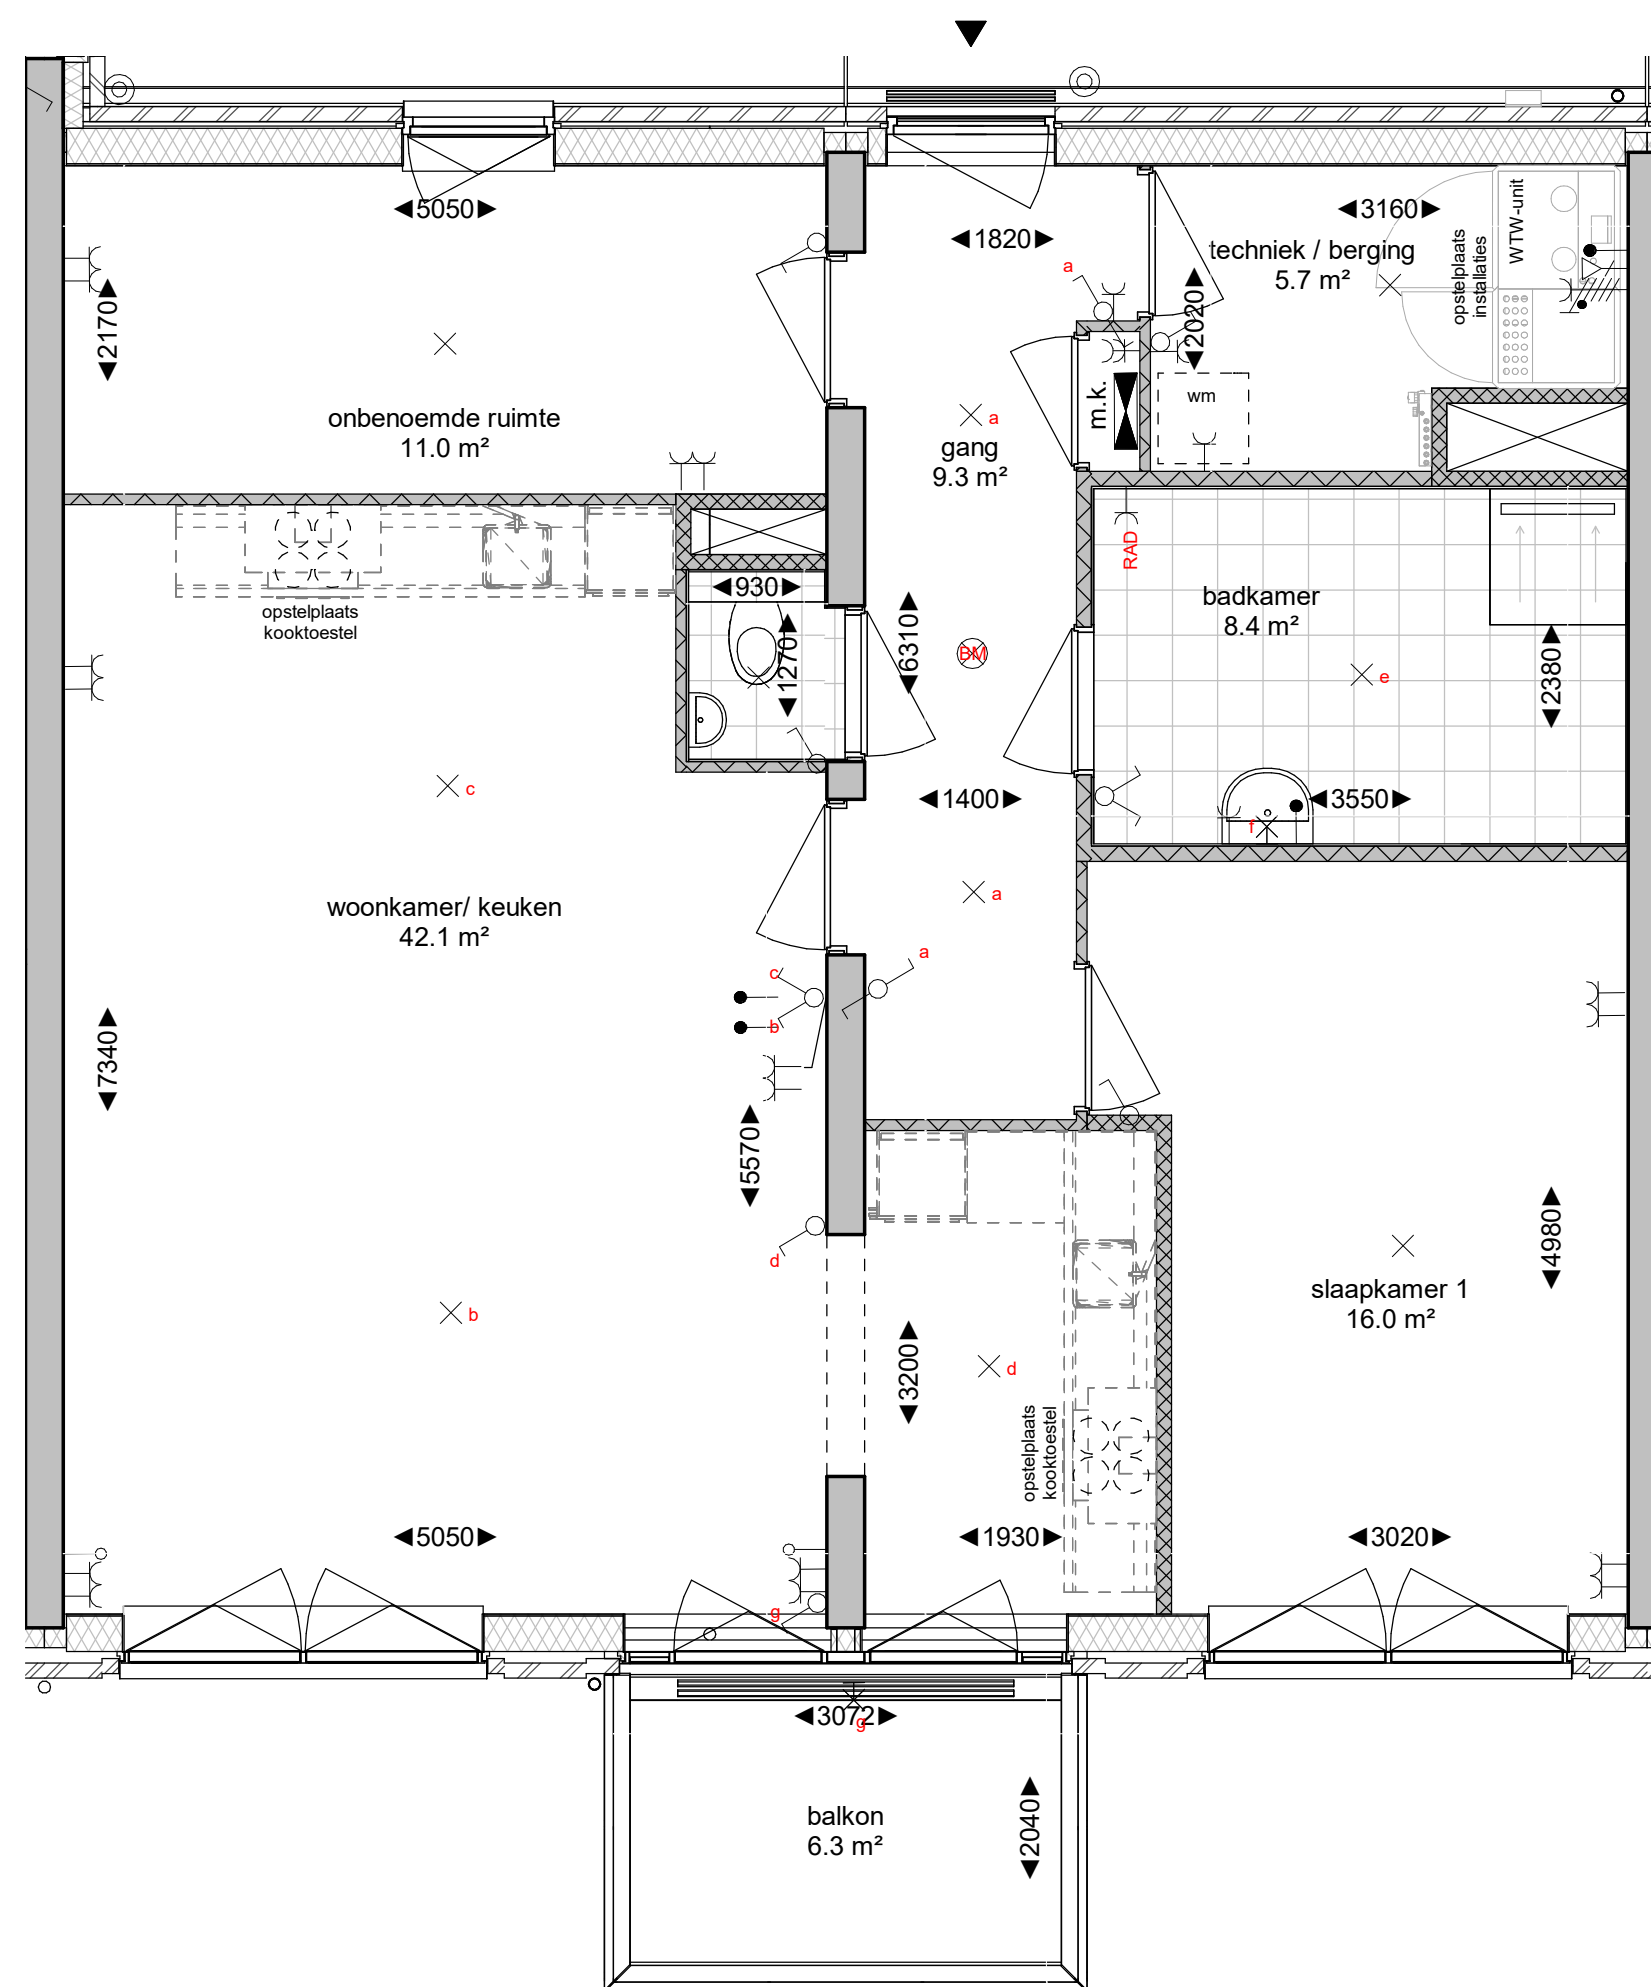 5050
1820
3160
a
techniek / berging
5.7 m²
opstelplaats
installaties
WTW-unit
2170
2020
onbenoemde ruimte
11.0 m²
a
gang
9.3 m²
m.k.
wm
RAD
opstelplaats
kooktoestel
930
1270
6310
BM
badkamer
8.4 m²
2380
e
c
1400
3550
f
woonkamer/ keuken
42.1 m²
a
a
c
b
7340
5570
d
4980
b
slaapkamer 1
16.0 m²
3200
d
opstelplaats
kooktoestel
5050
1930
3020
g
3072
g
balkon
6.3 m²
2040